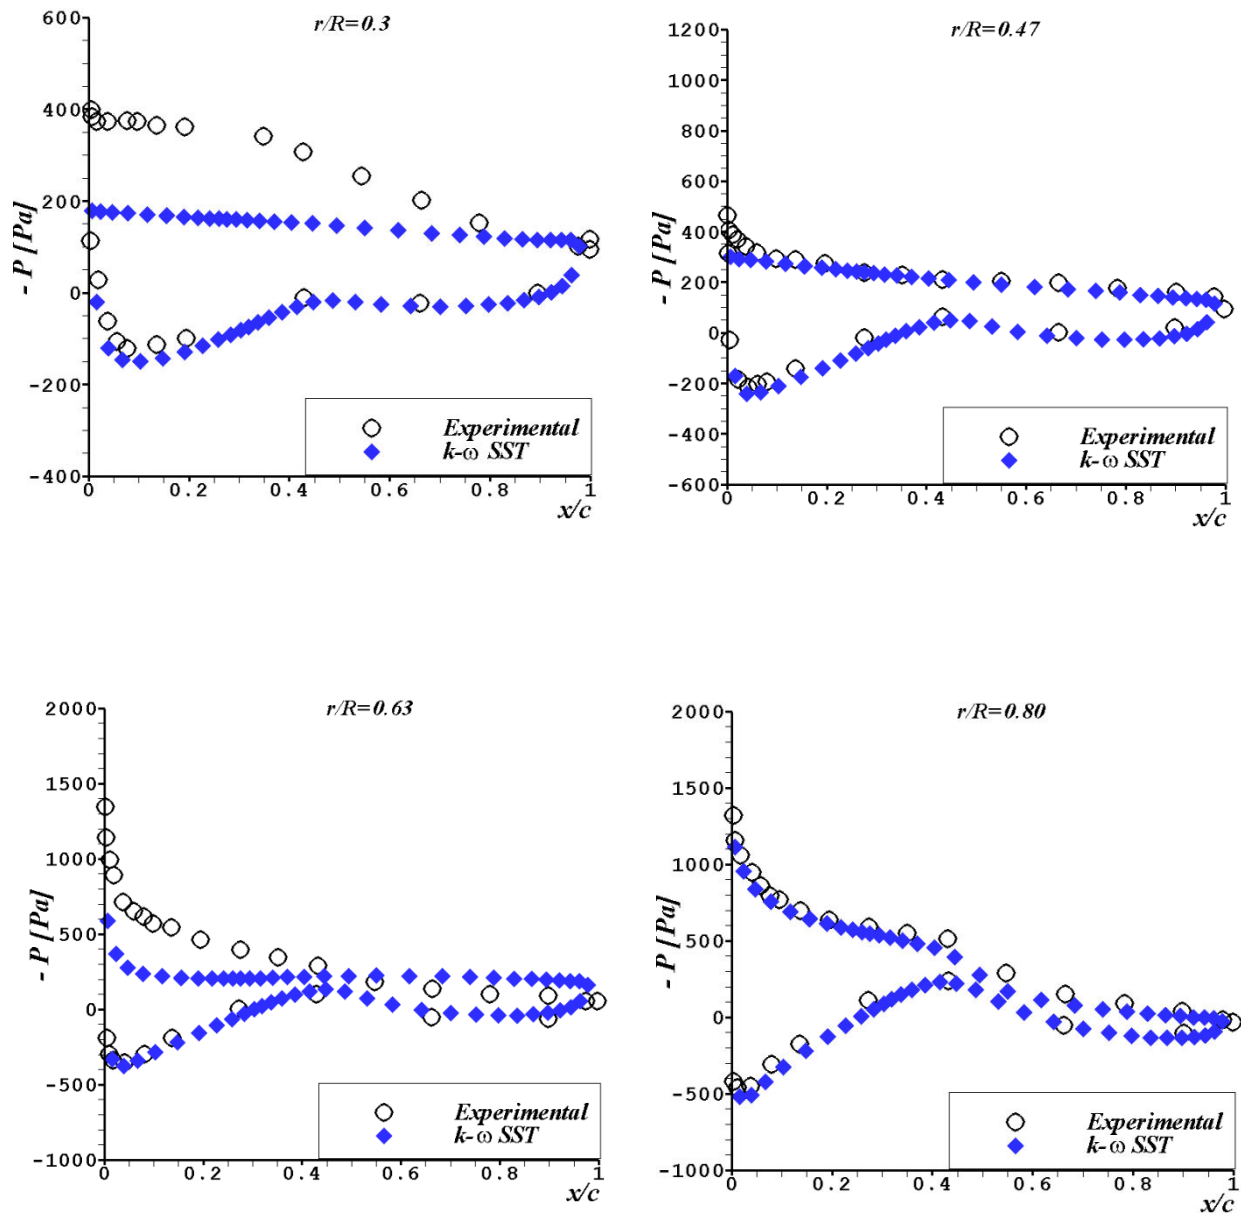 r/R=0.3
600
400
200
0
-200
-400
- P [Pa]
0 0.2 0.4 0.6 0.8 1
x/c
Experimental
k-ω SST
r/R=0.47
1200
1000
800
600
400
200
0
-200
-400
-600
- P [Pa]
0 0.2 0.4 0.6 0.8 1
x/c
Experimental
k-ω SST
r/R=0.63
2000
1500
1000
500
0
-500
-1000
- P [Pa]
0 0.2 0.4 0.6 0.8 1
x/c
Experimental
k-ω SST
r/R=0.80
2000
1500
1000
500
0
-500
-1000
- P [Pa]
0 0.2 0.4 0.6 0.8 1
x/c
Experimental
k-ω SST